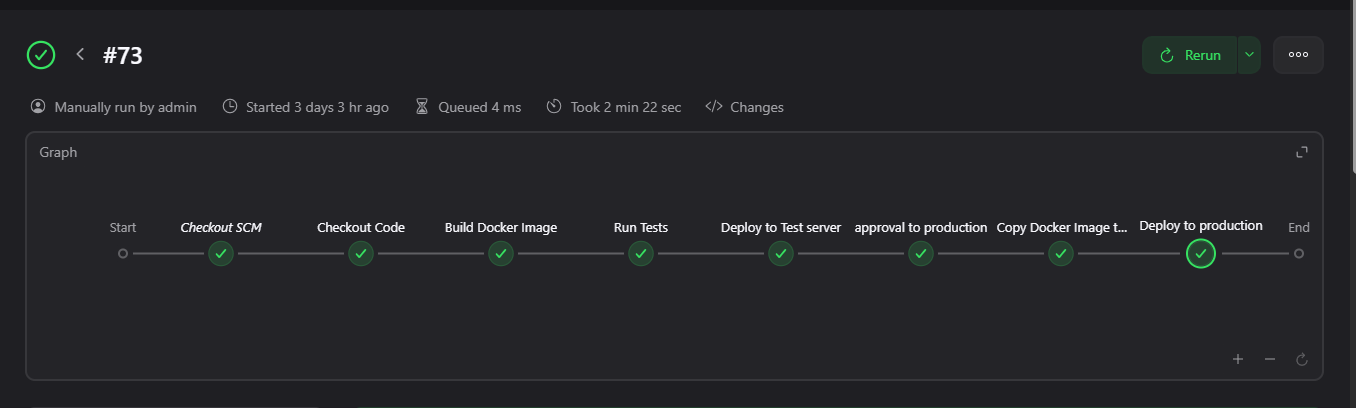 #73
Rerun
Manually run by admin Started 3 days 3 hr ago Queued 4 ms Took 2 min 22 sec Changes
Graph
Start Checkout SCM Checkout Code Build Docker Image Run Tests Deploy to Test server approval to production Copy Docker Image t... Deploy to production End